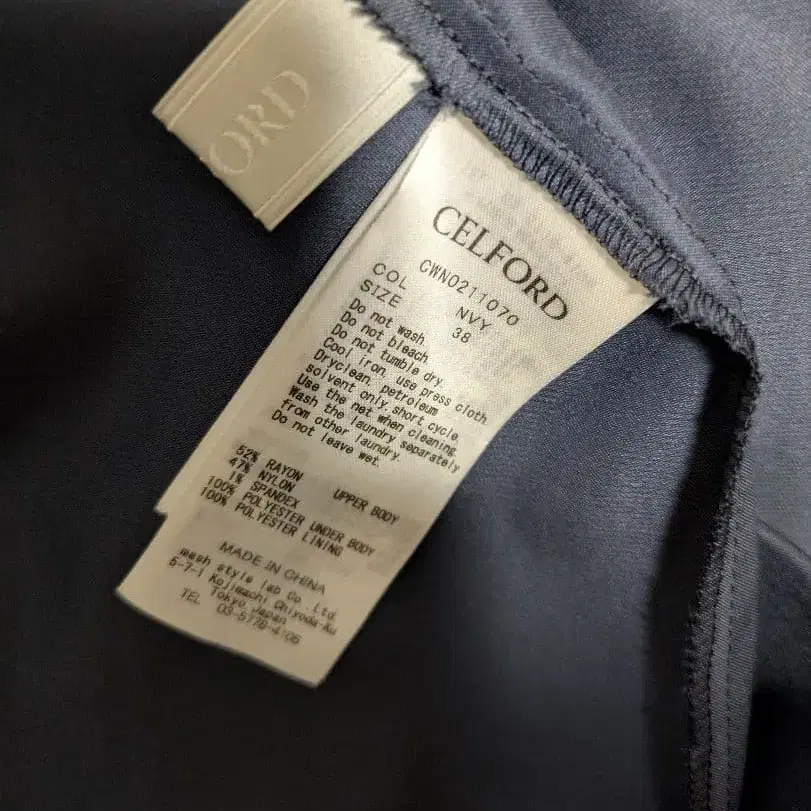 ORD
CELFORD
CWNO211070
COL NVY
SIZE 38
Do not wash.
Do not bleach.
Do not tumble dry.
Cool iron, use press cloth.
Dryclean, petroleum
solvent only.short cycle.
Use the net when cleaning.
Wash the laundry separately
from other laundry.
Do not leave wet.
52% RAYON
47% NYLON UPPER BODY
1% SPANDEX
100% POLYESTER UNDER BODY
100% POLYESTER LINING
MADE IN CHINA
mash style lab Co.,Ltd.
5-7-1 Kojimachi Chiyoda-Ku
Tokyo Japan
TEL 03-5778-4106